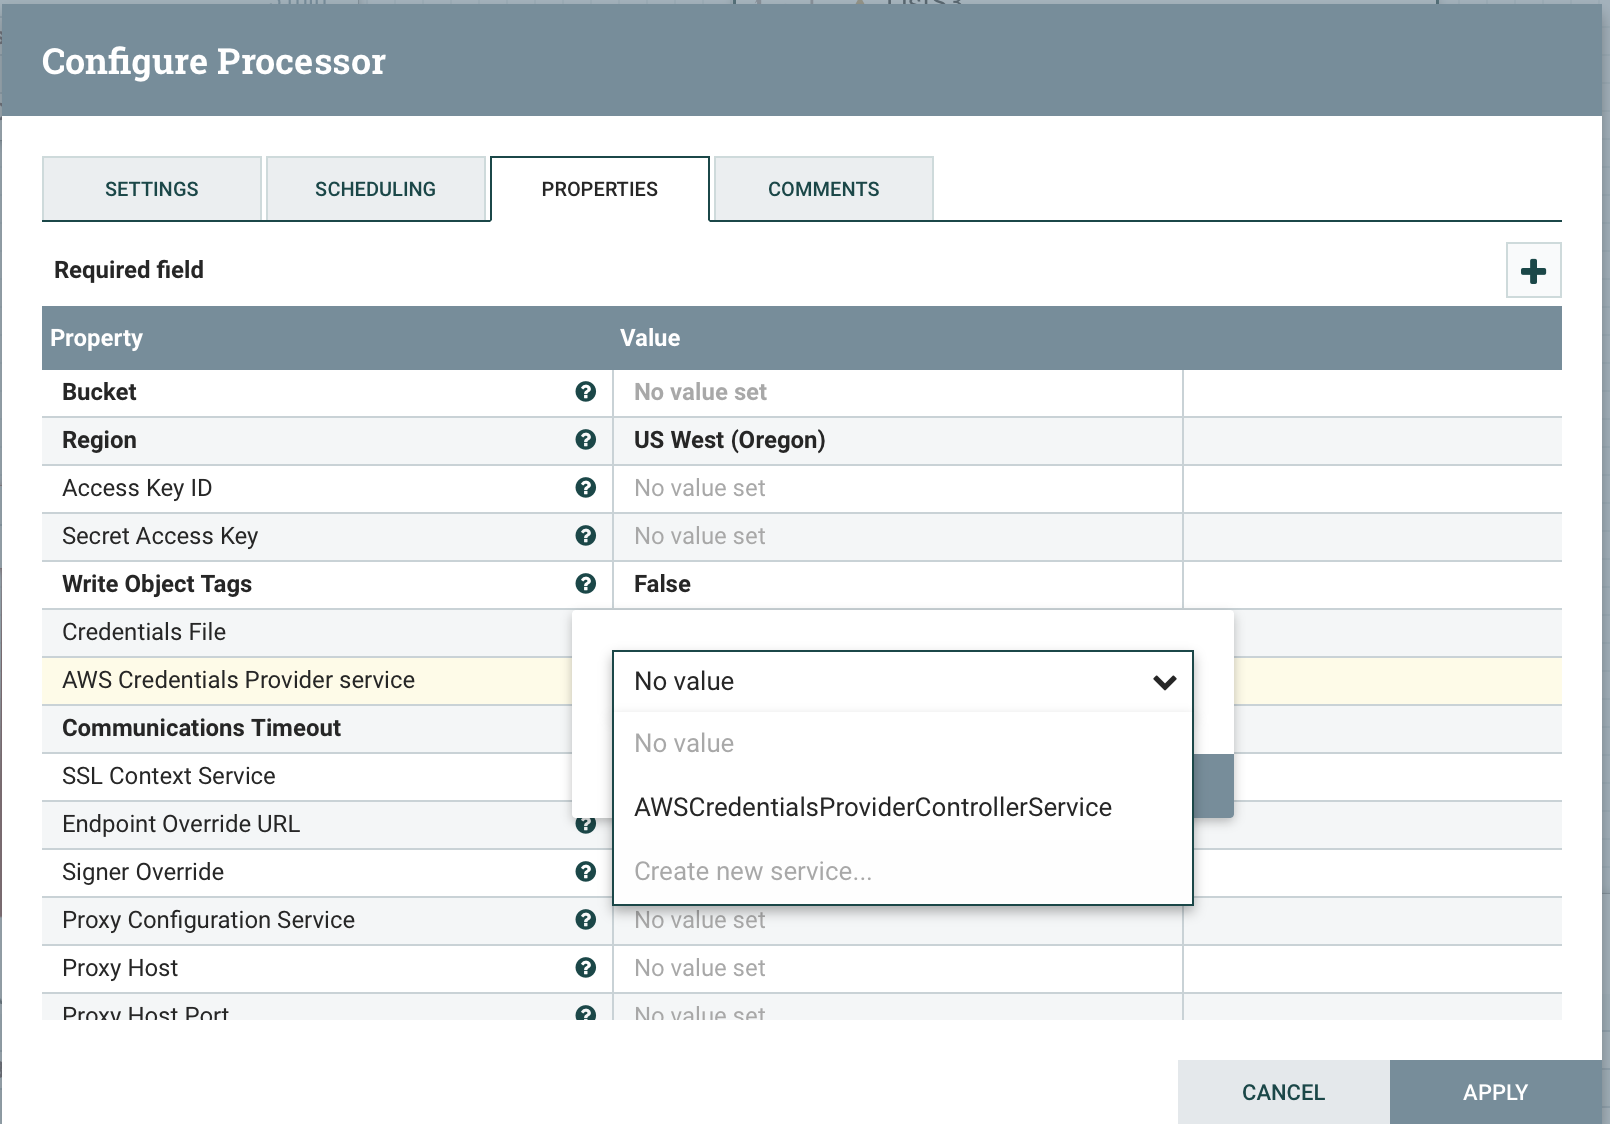 Configure Processor
SETTINGS
SCHEDULING
PROPERTIES
COMMENTS
Required field
Property Value
Bucket No value set
Region US West (Oregon)
Access Key ID No value set
Secret Access Key No value set
Write Object Tags False
Credentials File
AWS Credentials Provider service
No value
Communications Timeout
No value
SSL Context Service
AWSCredentialsProviderControllerService
Endpoint Override URL
Signer Override
Create new service...
Proxy Configuration Service No value set
Proxy Host No value set
Proxy Host Port No value set
CANCEL
APPLY